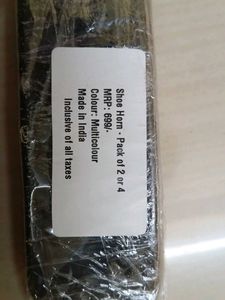 Shoe Horn - Pack of 2 or 4
MRP: 699/-
Colour: Multicolour
Made in India
Inclusive of all taxes